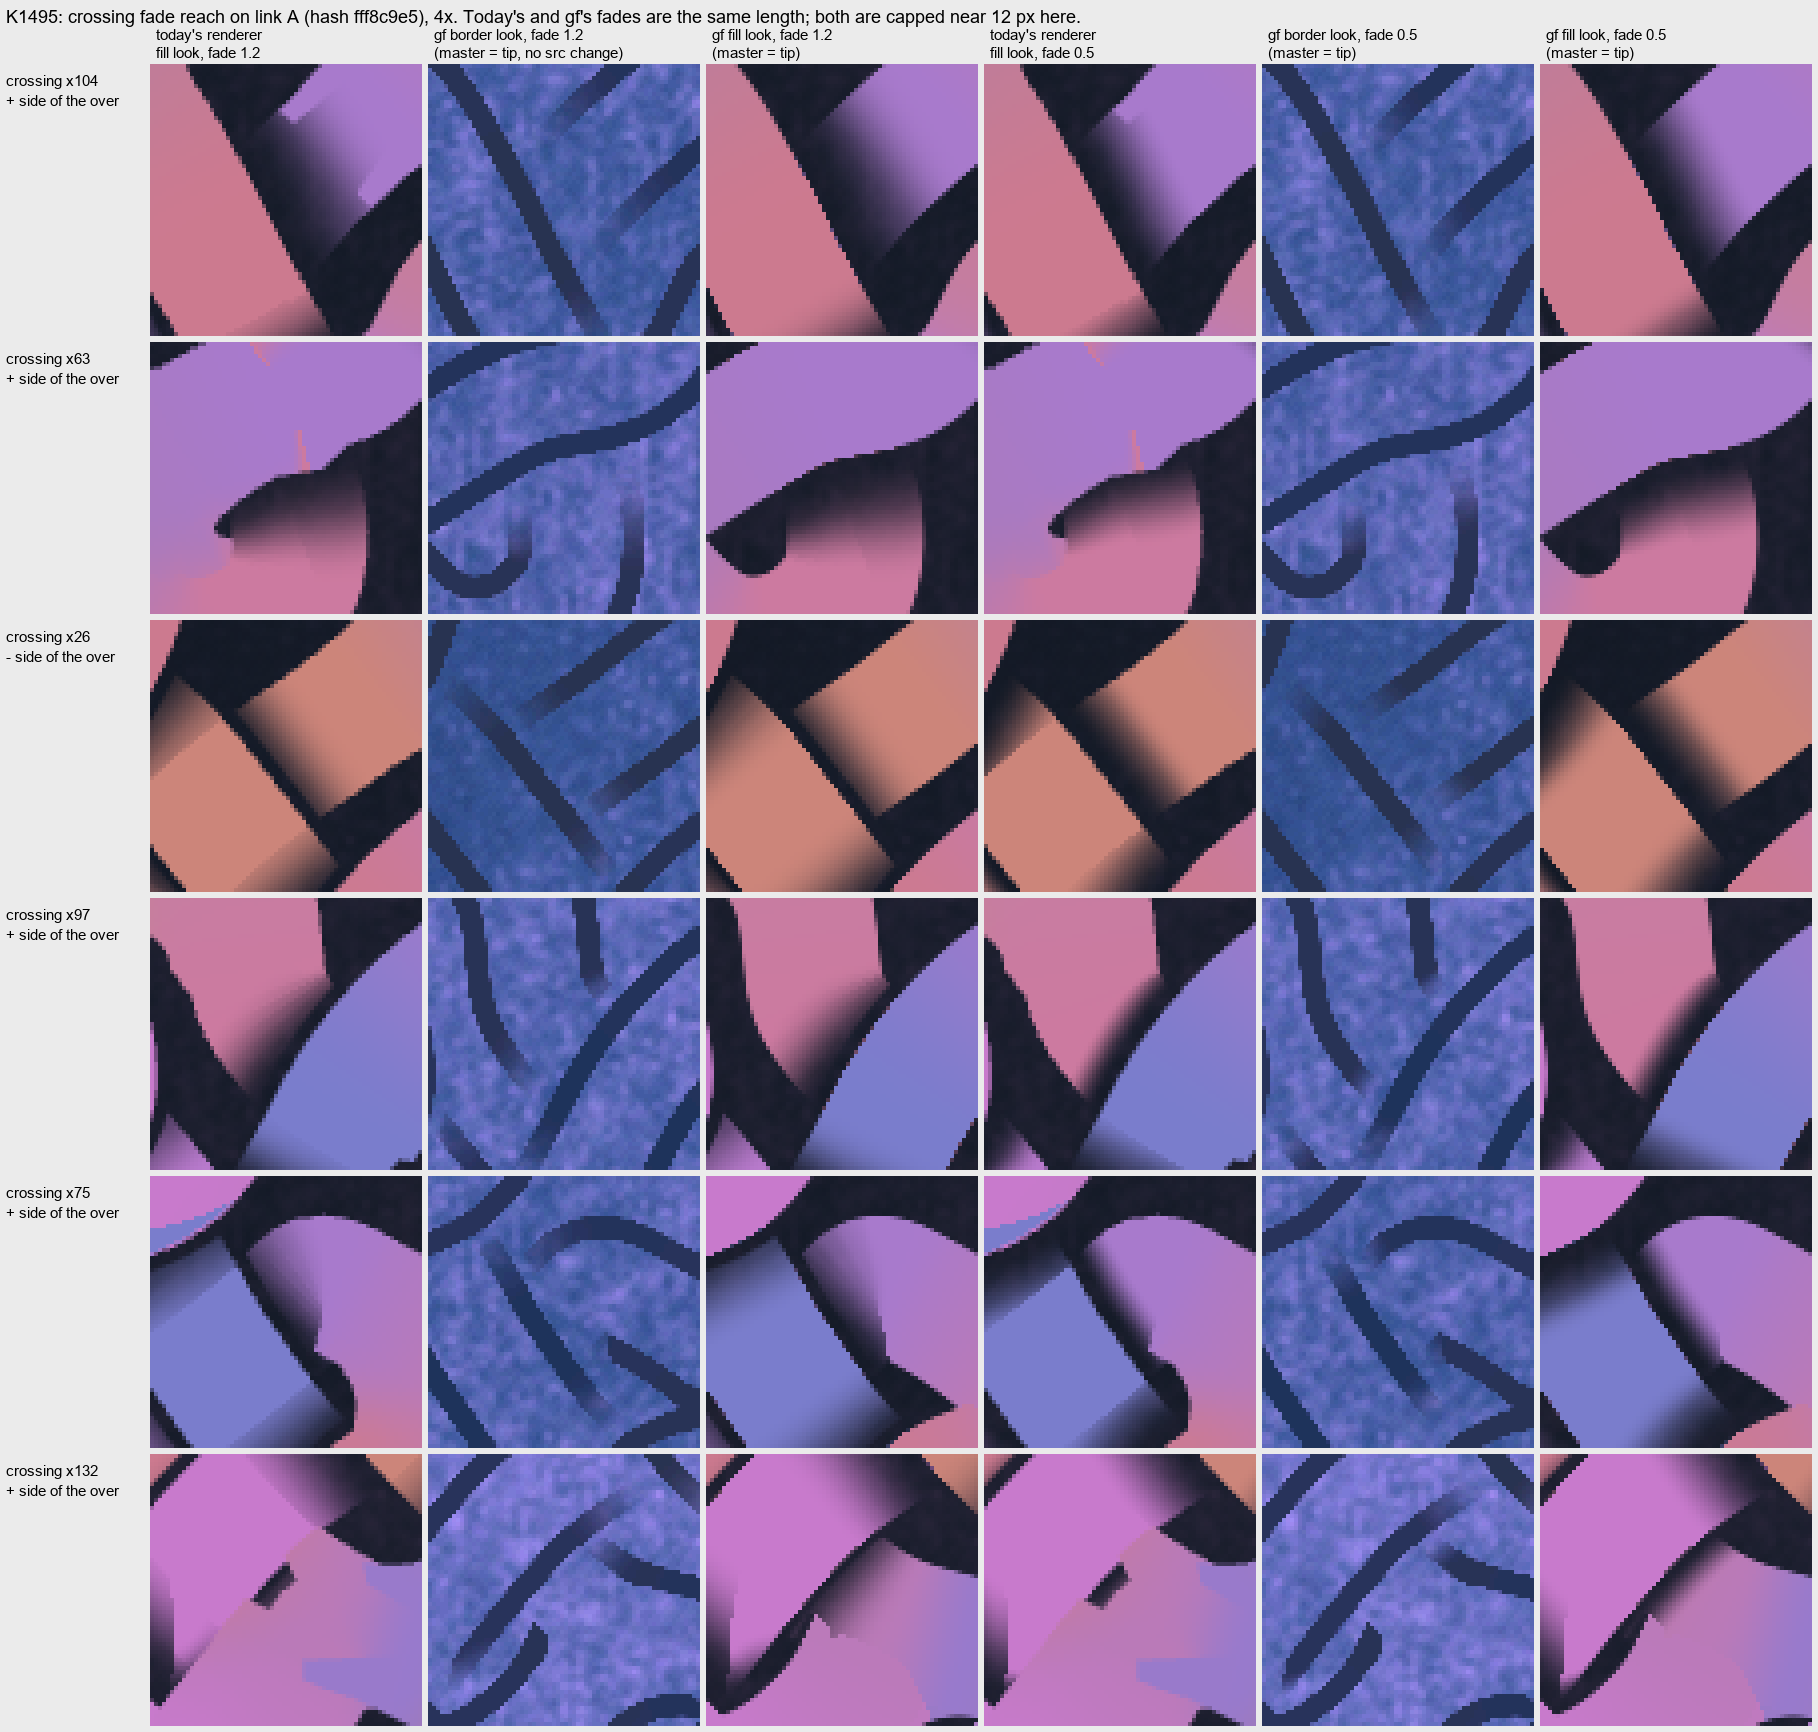 K1495: crossing fade reach on link A (hash fff8c9e5), 4x. Today's and gf's fades are the same length; both are capped near 12 px here.
today's renderer
fill look, fade 1.2
gf border look, fade 1.2
(master = tip, no src change)
gf fill look, fade 1.2
(master = tip)
today's renderer
fill look, fade 0.5
gf border look, fade 0.5
(master = tip)
gf fill look, fade 0.5
(master = tip)
crossing x104
+ side of the over
crossing x63
+ side of the over
crossing x26
- side of the over
crossing x97
+ side of the over
crossing x75
+ side of the over
crossing x132
+ side of the over